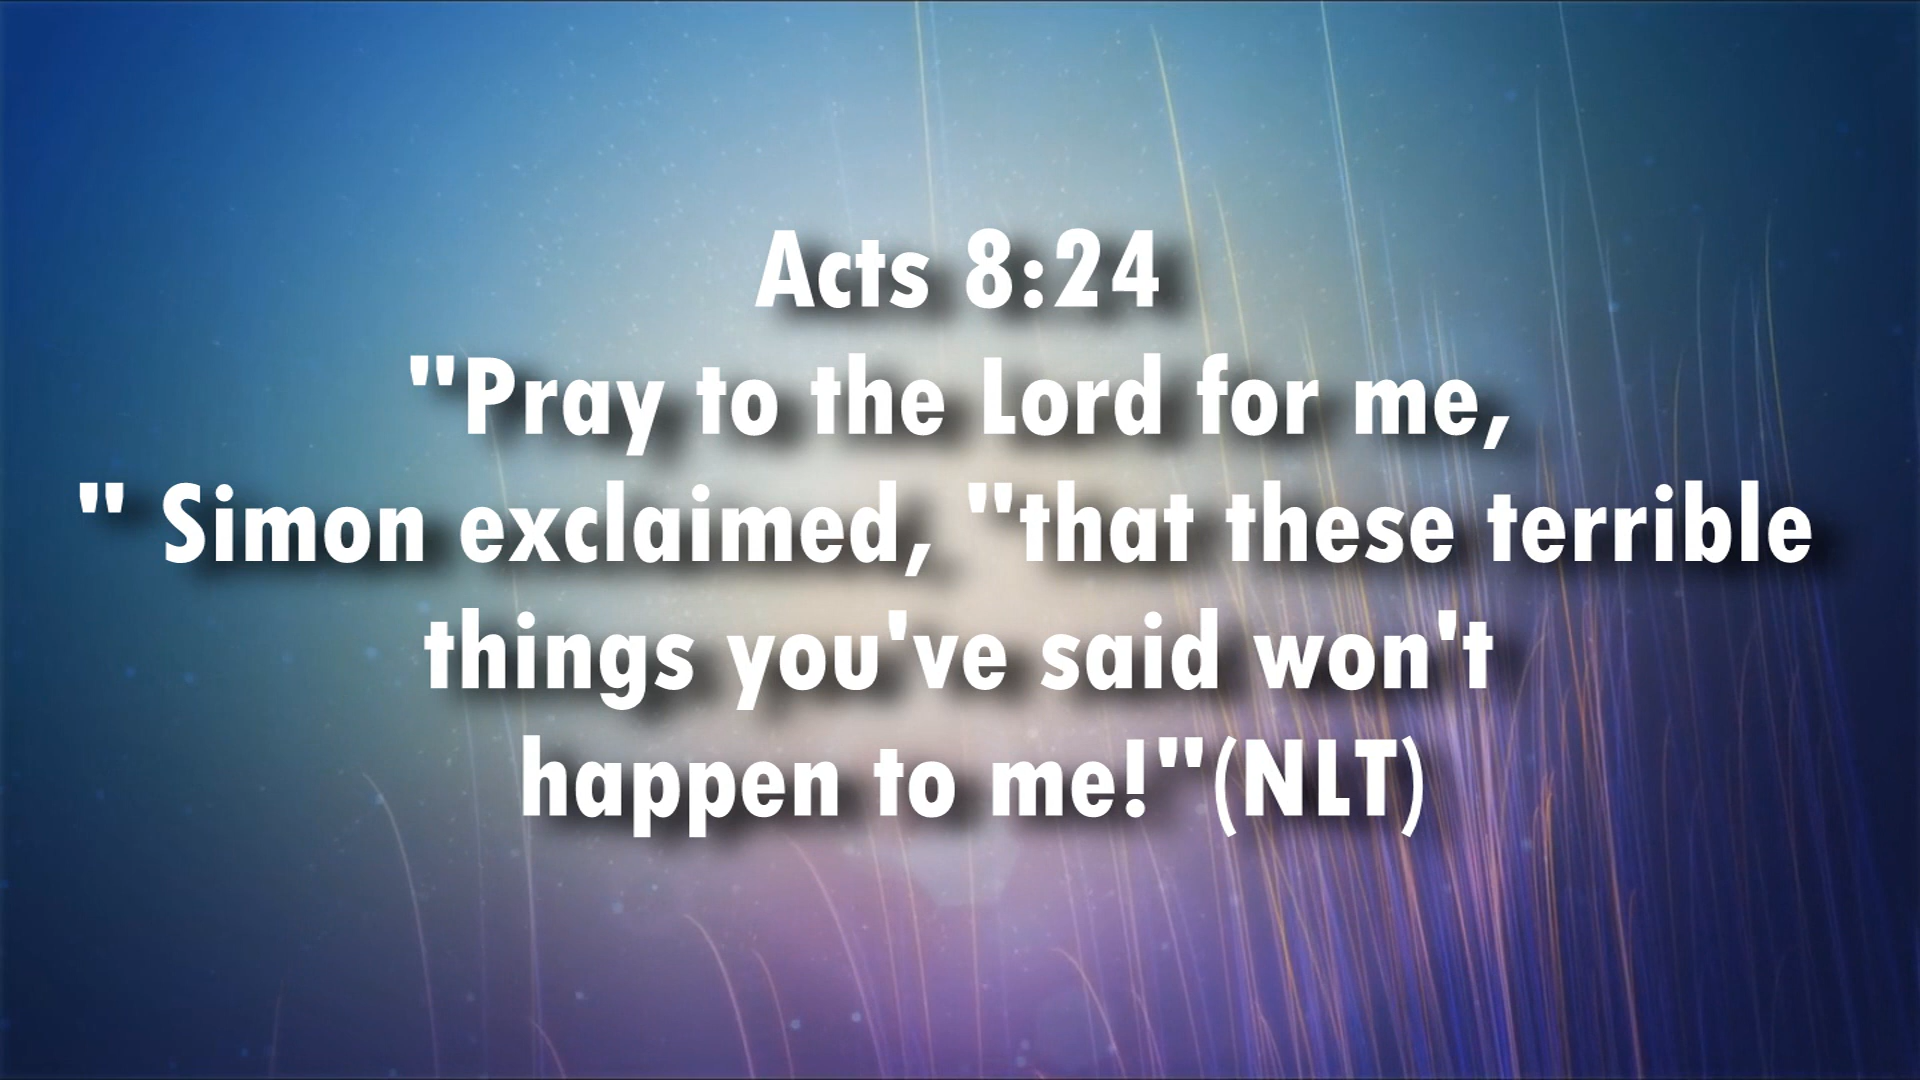 Acts 8:24
"Pray to the Lord for me,
" Simon exclaimed, "that these terrible
things you've said won't
happen to me!"(NLT)